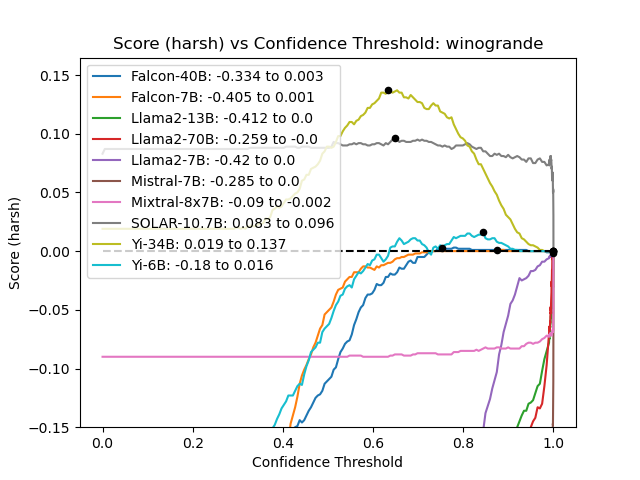 Score (harsh) vs Confidence Threshold: winogrande
0.15
0.10
0.05
0.00
−0.05
−0.10
−0.15
Score (harsh)
Falcon-40B: -0.334 to 0.003
Falcon-7B: -0.405 to 0.001
Llama2-13B: -0.412 to 0.0
Llama2-70B: -0.259 to -0.0
Llama2-7B: -0.42 to 0.0
Mistral-7B: -0.285 to 0.0
Mixtral-8x7B: -0.09 to -0.002
SOLAR-10.7B: 0.083 to 0.096
Yi-34B: 0.019 to 0.137
Yi-6B: -0.18 to 0.016
0.0 0.2 0.4 0.6 0.8 1.0
Confidence Threshold